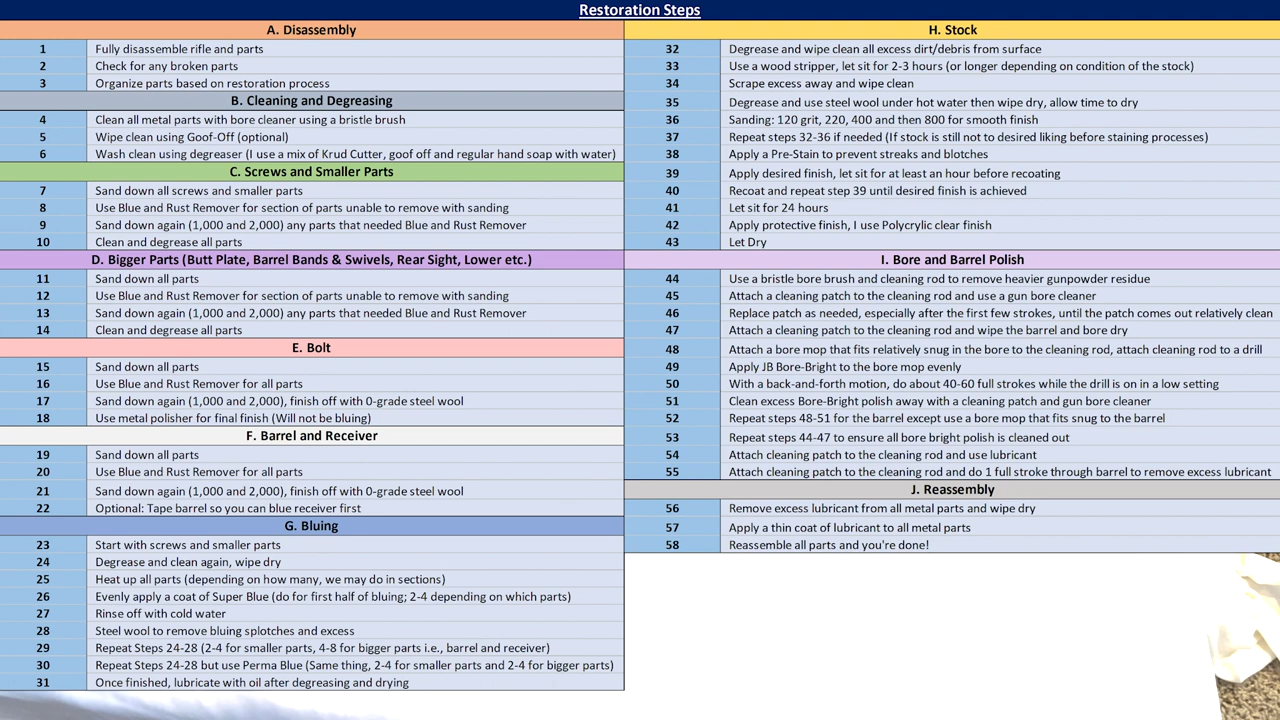 Restoration Steps
A. Disassembly
1 Fully disassemble rifle and parts
2 Check for any broken parts
3 Organize parts based on restoration process
B. Cleaning and Degreasing
4 Clean all metal parts with bore cleaner using a bristle brush
5 Wipe clean using Goof-Off (optional)
6 Wash clean using degreaser (I use a mix of Krud Cutter, goof off and regular hand soap with water)
C. Screws and Smaller Parts
7 Sand down all screws and smaller parts
8 Use Blue and Rust Remover for section of parts unable to remove with sanding
9 Sand down again (1,000 and 2,000) any parts that needed Blue and Rust Remover
10 Clean and degrease all parts
D. Bigger Parts (Butt Plate, Barrel Bands & Swivels, Rear Sight, Lower etc.)
11 Sand down all parts
12 Use Blue and Rust Remover for section of parts unable to remove with sanding
13 Sand down again (1,000 and 2,000) any parts that needed Blue and Rust Remover
14 Clean and degrease all parts
E. Bolt
15 Sand down all parts
16 Use Blue and Rust Remover for all parts
17 Sand down again (1,000 and 2,000), finish off with 0-grade steel wool
18 Use metal polisher for final finish (Will not be bluing)
F. Barrel and Receiver
19 Sand down all parts
20 Use Blue and Rust Remover for all parts
21 Sand down again (1,000 and 2,000), finish off with 0-grade steel wool
22 Optional: Tape barrel so you can blue receiver first
G. Bluing
23 Start with screws and smaller parts
24 Degrease and clean again, wipe dry
25 Heat up all parts (depending on how many, we may do in sections)
26 Evenly apply a coat of Super Blue (do for first half of bluing; 2-4 depending on which parts)
27 Rinse off with cold water
28 Steel wool to remove bluing splotches and excess
29 Repeat Steps 24-28 (2-4 for smaller parts, 4-8 for bigger parts i.e., barrel and receiver)
30 Repeat Steps 24-28 but use Perma Blue (Same thing, 2-4 for smaller parts and 2-4 for bigger parts)
31 Once finished, lubricate with oil after degreasing and drying
H. Stock
32 Degrease and wipe clean all excess dirt/debris from surface
33 Use a wood stripper, let sit for 2-3 hours (or longer depending on condition of the stock)
34 Scrape excess away and wipe clean
35 Degrease and use steel wool under hot water then wipe dry, allow time to dry
36 Sanding: 120 grit, 220, 400 and then 800 for smooth finish
37 Repeat steps 32-36 if needed (If stock is still not to desired liking before staining processes)
38 Apply a Pre-Stain to prevent streaks and blotches
39 Apply desired finish, let sit for at least an hour before recoating
40 Recoat and repeat step 39 until desired finish is achieved
41 Let sit for 24 hours
42 Apply protective finish, I use Polycrylic clear finish
43 Let Dry
I. Bore and Barrel Polish
44 Use a bristle bore brush and cleaning rod to remove heavier gunpowder residue
45 Attach a cleaning patch to the cleaning rod and use a gun bore cleaner
46 Replace patch as needed, especially after the first few strokes, until the patch comes out relatively clean
47 Attach a cleaning patch to the cleaning rod and wipe the barrel and bore dry
48 Attach a bore mop that fits relatively snug in the bore to the cleaning rod, attach cleaning rod to a drill
49 Apply JB Bore-Bright to the bore mop evenly
50 With a back-and-forth motion, do about 40-60 full strokes while the drill is on in a low setting
51 Clean excess Bore-Bright polish away with a cleaning patch and gun bore cleaner
52 Repeat steps 48-51 for the barrel except use a bore mop that fits snug to the barrel
53 Repeat steps 44-47 to ensure all bore bright polish is cleaned out
54 Attach cleaning patch to the cleaning rod and use lubricant
55 Attach cleaning patch to the cleaning rod and do 1 full stroke through barrel to remove excess lubricant
J. Reassembly
56 Remove excess lubricant from all metal parts and wipe dry
57 Apply a thin coat of lubricant to all metal parts
58 Reassemble all parts and you're done!